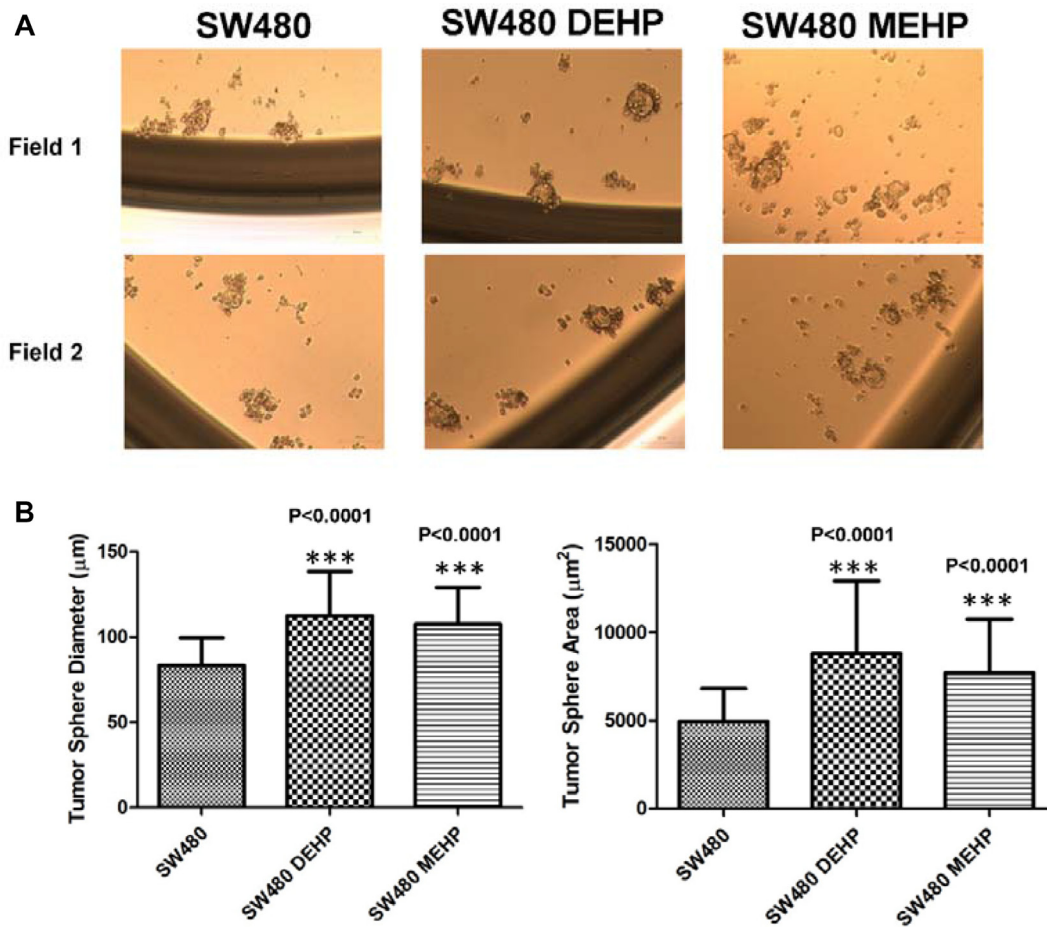 A
SW480
SW480 DEHP
SW480 MEHP
Field 1
Field 2
B
Tumor Sphere Diameter (μm)
150
100
50
0
P<0.0001
***
P<0.0001
***
SW480
SW480 DEHP
SW480 MEHP
Tumor Sphere Area (μm²)
15000
10000
5000
0
P<0.0001
***
P<0.0001
***
SW480
SW480 DEHP
SW480 MEHP